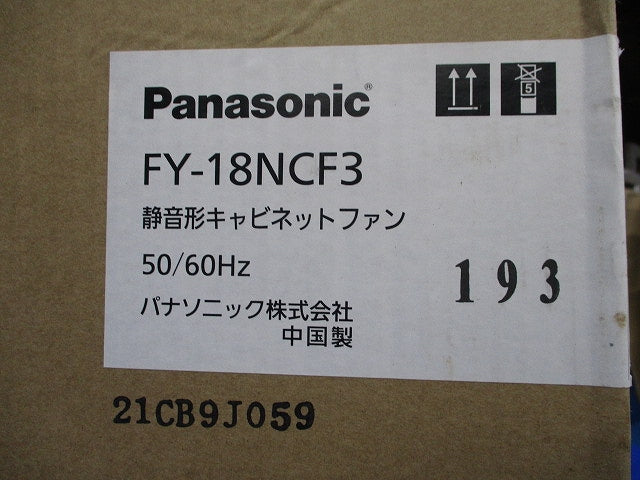 Panasonic®
5
FY-18NCF3
静音形キャビネットファン
50/60Hz
193
パナソニック株式会社
中国製
21CB9J059